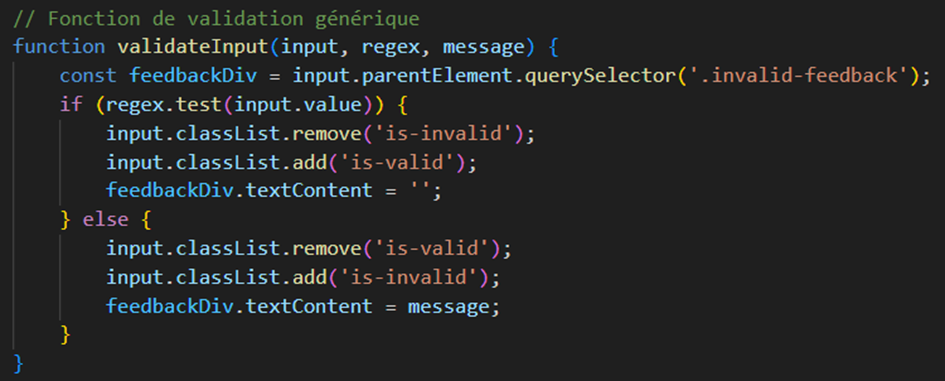 // Fonction de validation générique
function validateInput(input, regex, message) {
    const feedbackDiv = input.parentElement.querySelector('.invalid-feedback');
    if (regex.test(input.value)) {
        input.classList.remove('is-invalid');
        input.classList.add('is-valid');
        feedbackDiv.textContent = '';
    } else {
        input.classList.remove('is-valid');
        input.classList.add('is-invalid');
        feedbackDiv.textContent = message;
    }
}